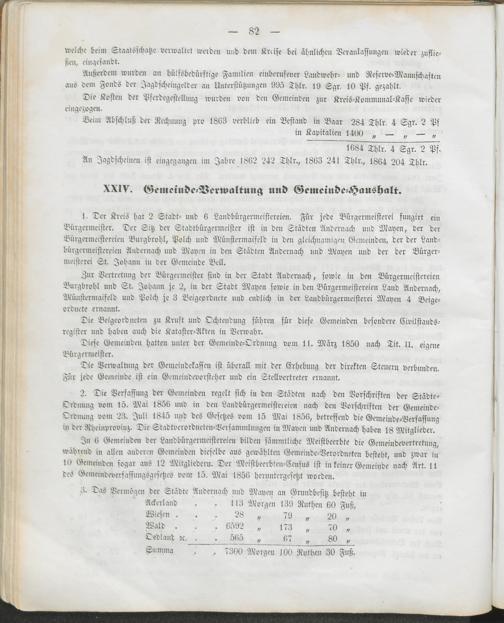 — 82 —
welche beim Staatsschatze verwaltet werden und dem Kreise bei ähnlichen Veranlassungen wieder zuflie-
ßen, eingesandt.
Außerdem wurden an hülfsbedürftige Familien einberufener Landwehr- und Reserve-Mannschaften
aus dem Fonds der Jagdscheingelder an Unterstützungen 995 Thlr. 19 Sgr. 10 Pf. gezahlt.
Die Kosten der Pferdegestellung wurden von den Gemeinden zur Kreis-Kommunal-Kasse wieder
eingezogen.
Beim Abschluß der Rechnung pro 1863 verblieb ein Bestand in Baar 284 Thlr. 4 Sgr. 2 Pf
in Kapitalien 1400 „ — „ — „
1684 Thlr. 4 Sgr. 2 Pf.
An Jagdscheinen ist eingegangen im Jahre 1862 242 Thlr., 1863 241 Thlr., 1864 204 Thlr.
XXIV. Gemeinde-Verwaltung und Gemeinde-Haushalt.
1. Der Kreis hat 2 Stadt- und 6 Landbürgermeistereien. Für jede Bürgermeisterei fungiert ein
Bürgermeister. Der Sitz der Stadtbürgermeister ist in den Städten Andernach und Mayen, der der
Bürgermeistereien Burgbrohl, Polch und Münstermaifeld in den gleichnamigen Gemeinden, der der Land-
bürgermeistereien Andernach und Mayen in den Städten Andernach und Mayen und der der Bürger-
meisterei St. Johann in der Gemeinde Bell.
Zur Vertretung der Bürgermeister sind in der Stadt Andernach, sowie in den Bürgermeistereien
Burgbrohl und St. Johann je 2, in der Stadt Mayen sowie in den Bürgermeistereien Land Andernach,
Münstermaifeld und Polch je 3 Beigeordnete und endlich in der Landbürgermeisterei Mayen 4 Beige-
ordnete ernannt.
Die Beigeordneten zu Kruft und Ochtendung führen für diese Gemeinden besondere Civilstands-
register und haben auch die Kataster-Akten in Verwahr.
Diese Gemeinden hatten unter der Gemeinde-Ordnung vom 11. März 1850 nach Tit. II. eigene
Bürgermeister.
Die Verwaltung der Gemeindekassen ist überall mit der Erhebung der direkten Steuern verbunden.
Für jede Gemeinde ist ein Gemeindevorsteher und ein Stellvertreter ernannt.
2. Die Verfassung der Gemeinden regelt sich in den Städten nach den Vorschriften der Städte-
Ordnung vom 15. Mai 1856 und in den Landbürgermeistereien nach den Vorschriften der Gemeinde-
Ordnung vom 23. Juli 1845 und des Gesetzes vom 15 Mai 1856, betreffend die Gemeinde-Verfassung
in der Rheinprovinz. Die Stadtverordneten-Versammlungen in Mayen und Andernach haben 18 Mitglieder.
In 6 Gemeinden der Landbürgermeistereien bilden sämmtliche Meistbeerbte die Gemeindevertretung,
während in allen anderen Gemeinden dieselbe aus gewählten Gemeinde-Verordneten besteht, und zwar in
10 Gemeinden sogar aus 12 Mitgliedern. Der Meistbeerbten-Census ist in keiner Gemeinde nach Art. 11
des Gemeindeverfassungsgesetzes vom 15. Mai 1856 heruntergesetzt worden.
3. Das Vermögen der Städte Andernach und Mayen an Grundbesitz besteht in
Ackerland . . 113 Morgen 139 Ruthen 60 Fuß,
Wiesen . . . 28 „ 79 „ 20 „
Wald . . . 6592 „ 173 „ 70 „
Oedland ꝛc. . . 565 „ 67 „ 80 „
Summa . . 7300 Morgen 100 Ruthen 30 Fuß.